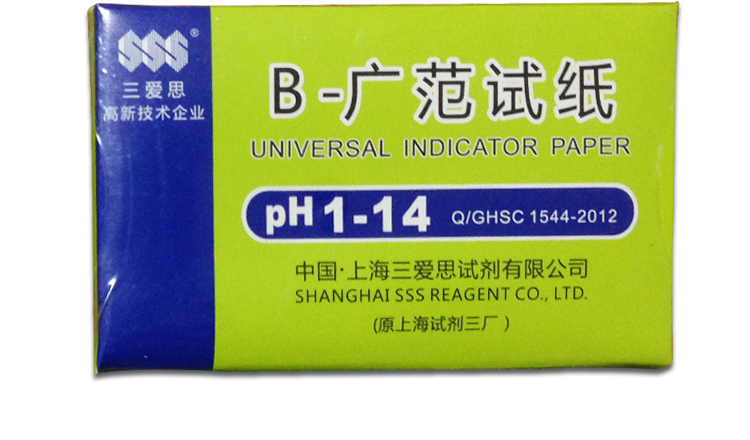 SSS®
三爱思
高新技术企业
B-广范试纸
UNIVERSAL INDICATOR PAPER
pH 1-14 Q/GHSC 1544-2012
中国·上海三爱思试剂有限公司
SHANGHAI SSS REAGENT CO., LTD.
(原上海试剂三厂)